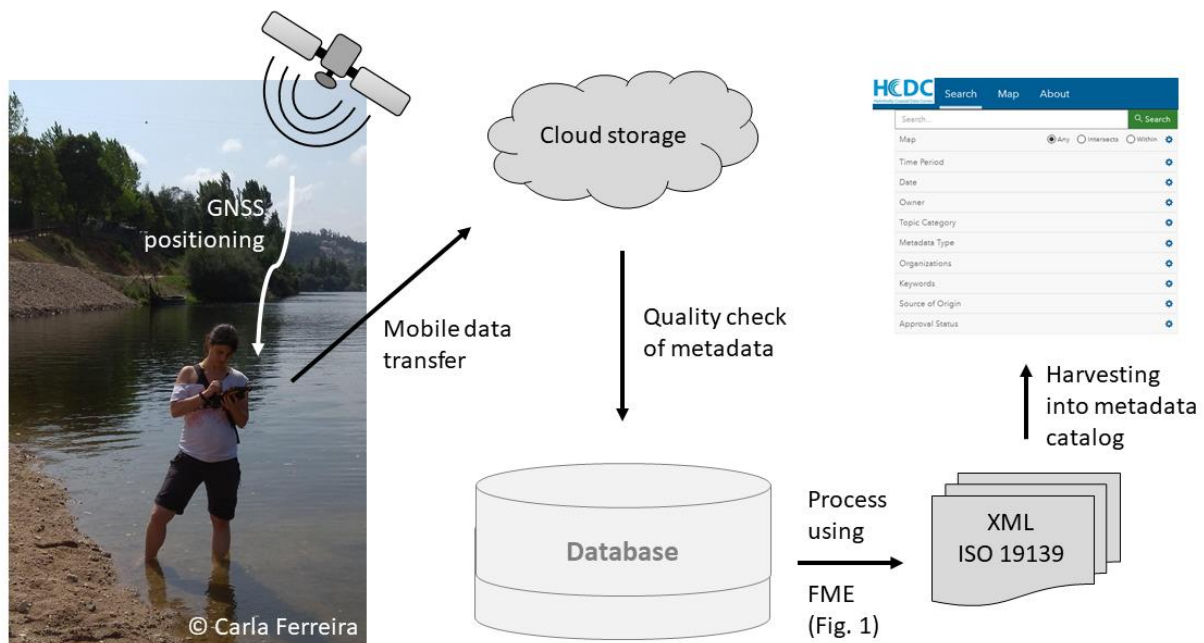 GNSS
positioning
Mobile data
transfer
© Carla Ferreira
Cloud storage
Quality check
of metadata
Database
Process
using
FME
(Fig. 1)
XML
ISO 19139
Harvesting
into metadata
catalog
HCDC
Search Map About
Search... Search
Map Any Intersects Within
Time Period
Date
Owner
Topic Category
Metadata Type
Organizations
Keywords
Source of Origin
Approval Status